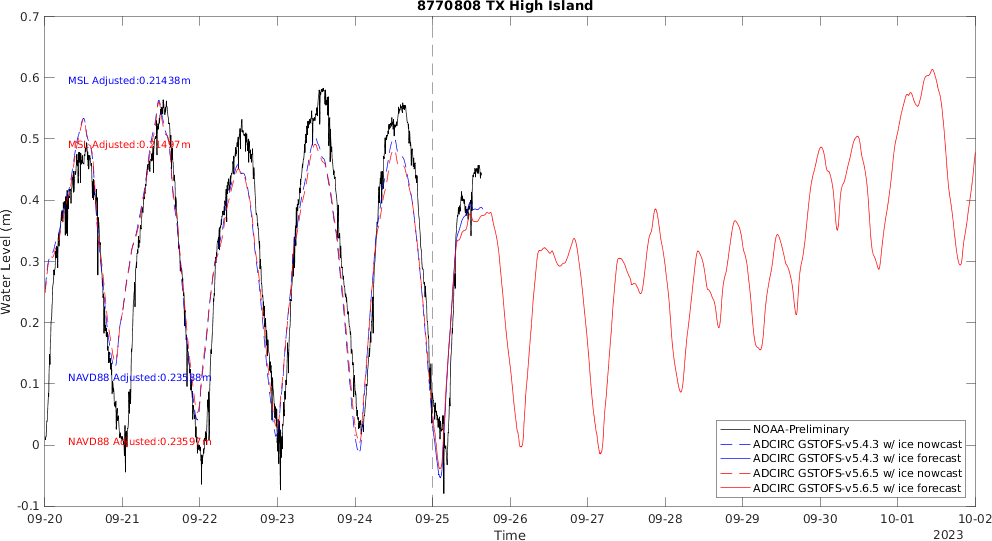 8770808 TX High Island
0.7
0.6
0.5
0.4
0.3
0.2
0.1
0
-0.1
Water Level (m)
MSL Adjusted:0.21438m
MSL Adjusted:0.21497m
NAVD88 Adjusted:0.23538m
NAVD88 Adjusted:0.23597m
NOAA-Preliminary
ADCIRC GSTOFS-v5.4.3 w/ ice nowcast
ADCIRC GSTOFS-v5.4.3 w/ ice forecast
ADCIRC GSTOFS-v5.6.5 w/ ice nowcast
ADCIRC GSTOFS-v5.6.5 w/ ice forecast
09-20 09-21 09-22 09-23 09-24 09-25 09-26 09-27 09-28 09-29 09-30 10-01 10-02
Time
2023